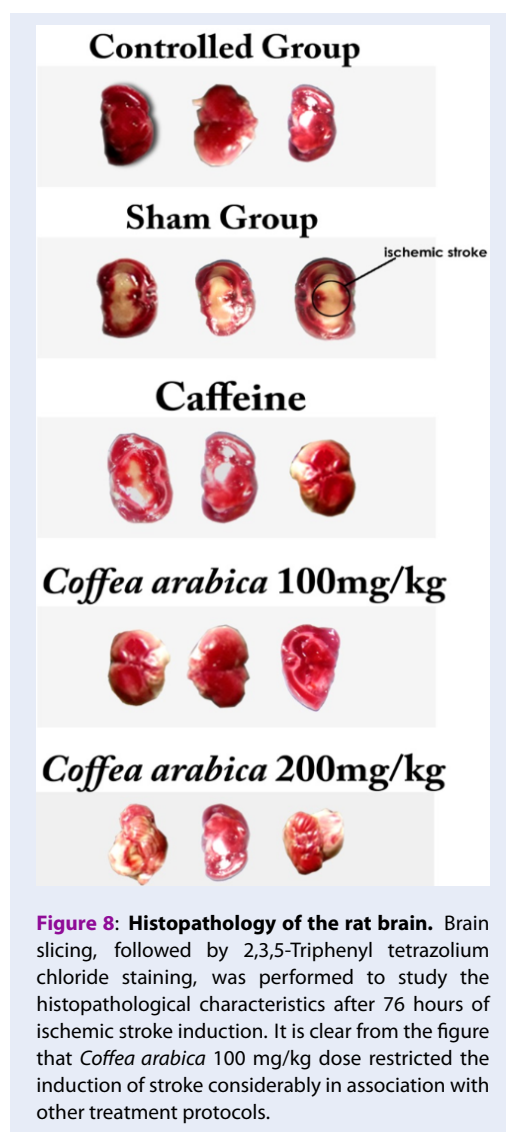 Controlled Group
Sham Group
ischemic stroke
Caffeine
Coffea arabica 100mg/kg
Coffea arabica 200mg/kg
Figure 8: Histopathology of the rat brain. Brain
slicing, followed by 2,3,5-Triphenyl tetrazolium
chloride staining, was performed to study the
histopathological characteristics after 76 hours of
ischemic stroke induction. It is clear from the figure
that Coffea arabica 100 mg/kg dose restricted the
induction of stroke considerably in association with
other treatment protocols.